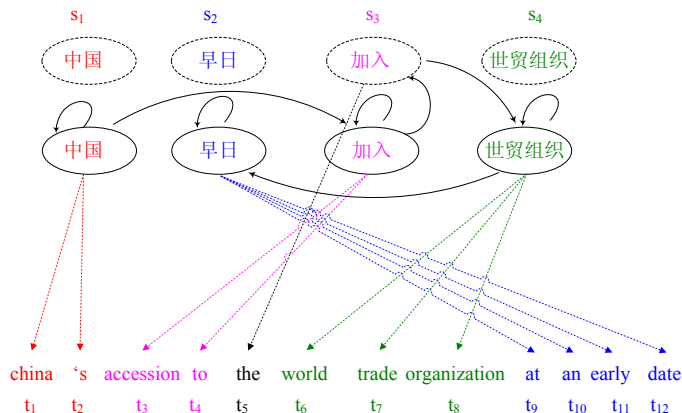 s1 s2 s3 s4
中国 早日 加入 世贸组织
中国 早日 加入 世贸组织
china ‘s accession to the world trade organization at an early date
t1 t2 t3 t4 t5 t6 t7 t8 t9 t10 t11 t12